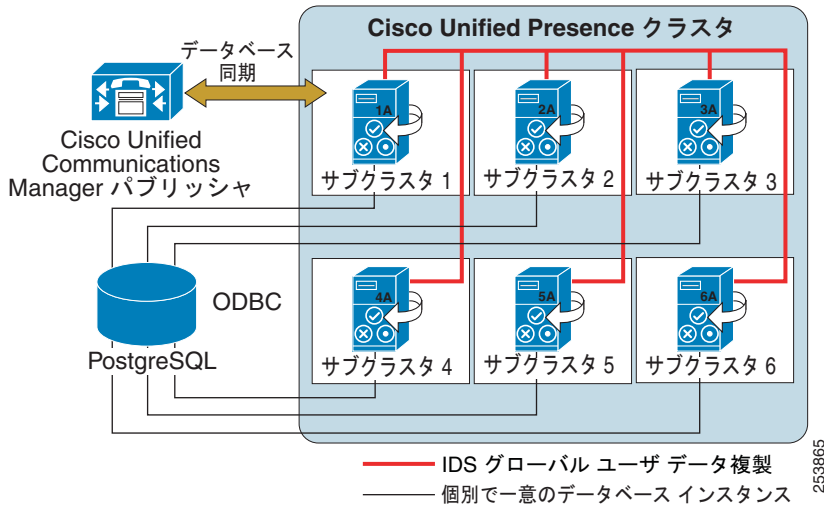 Cisco Unified Presence クラスタ
データベース
同期
1A
2A
3A
Cisco Unified
Communications
Manager パブリッシャ
サブクラスタ 1
サブクラスタ 2
サブクラスタ 3
4A
5A
6A
ODBC
PostgreSQL
サブクラスタ 4
サブクラスタ 5
サブクラスタ 6
IDS グローバル ユーザ データ複製
個別で一意のデータベース インスタンス
253865